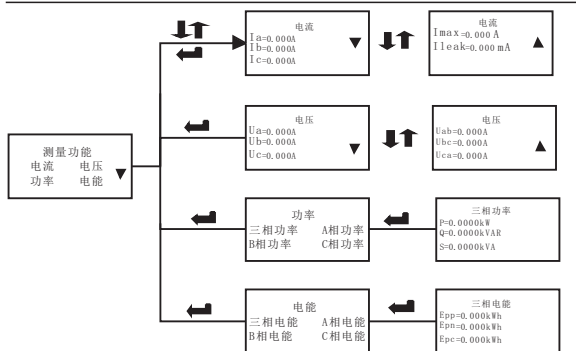 测量功能
电流 电压
功率 电能
电流
Ia=0.000A
Ib=0.000A
Ic=0.000A
电流
Imax=0.000 A
Ileak=0.000 mA
电压
Ua=0.000A
Ub=0.000A
Uc=0.000A
电压
Uab=0.000A
Ubc=0.000A
Uca=0.000A
功率
三相功率 A相功率
B相功率 C相功率
三相功率
P=0.0000kW
Q=0.0000kVAR
S=0.0000kVA
电能
三相电能 A相电能
B相电能 C相电能
三相电能
Epp=0.000kWh
Epn=0.000kWh
Epc=0.000kWh